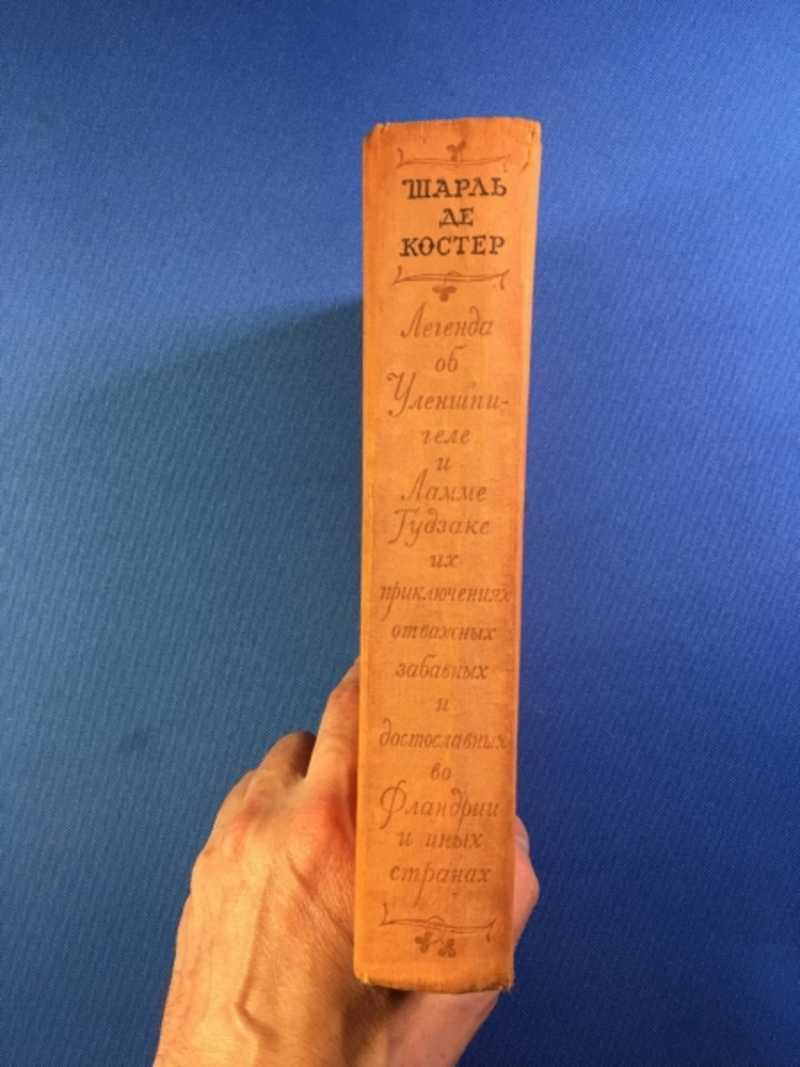 ШАРЛЬ
ДЕ
КОСТЕР
Легенда
об
Уленшпи-
геле
и
Ламме
Гудзаке
их
приключениях
отважных
забавных
и
достославных
во
Фландрии
и иных
странах